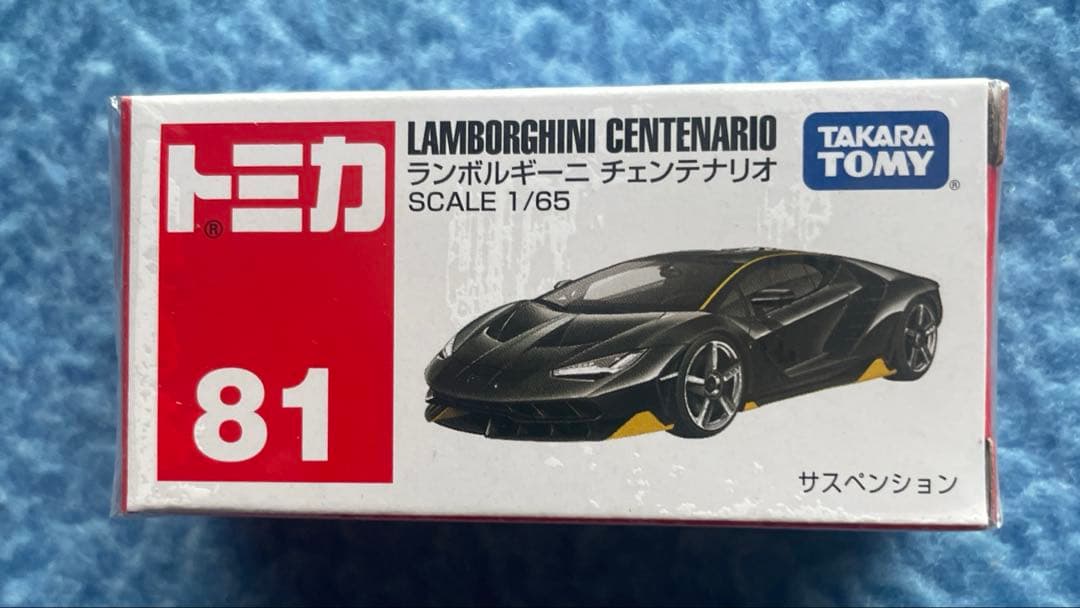 トミカ
®
81
LAMBORGHINI CENTENARIO
ランボルギーニ チェンテナリオ
SCALE 1/65
TAKARA
TOMY
®
サスペンション